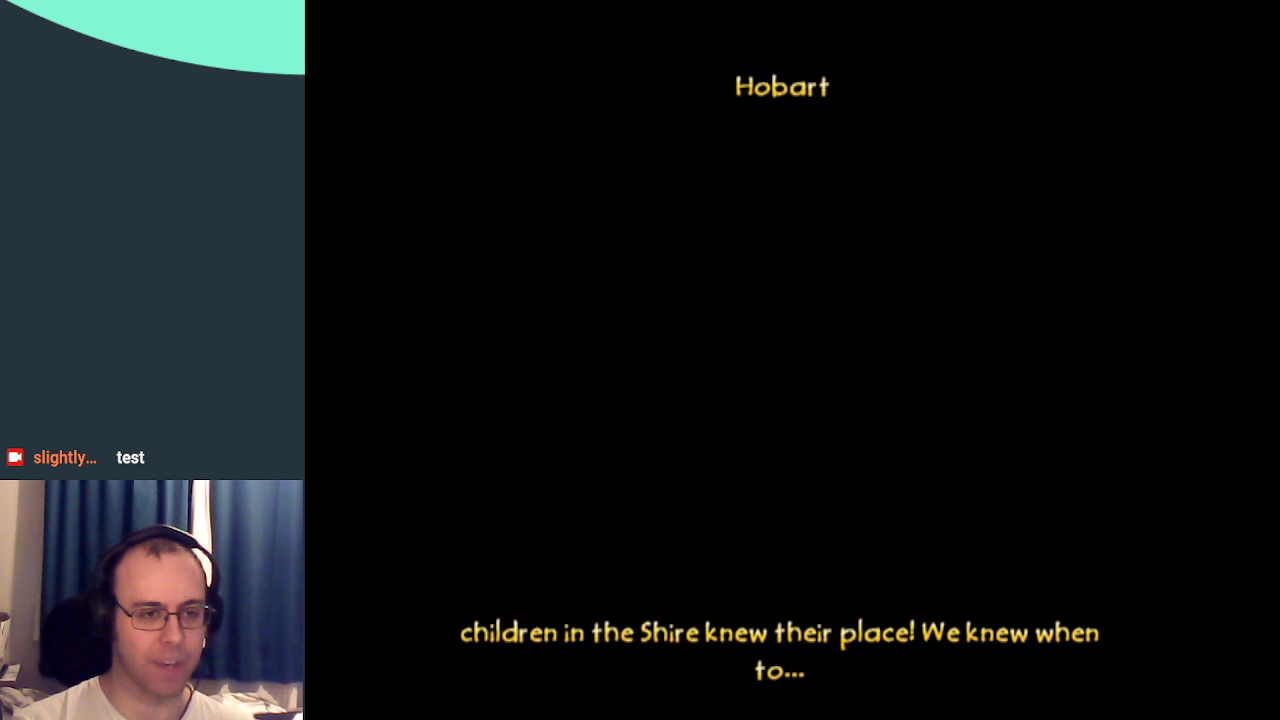 Hobart
slightly… test
children in the Shire knew their place! We knew when
to...